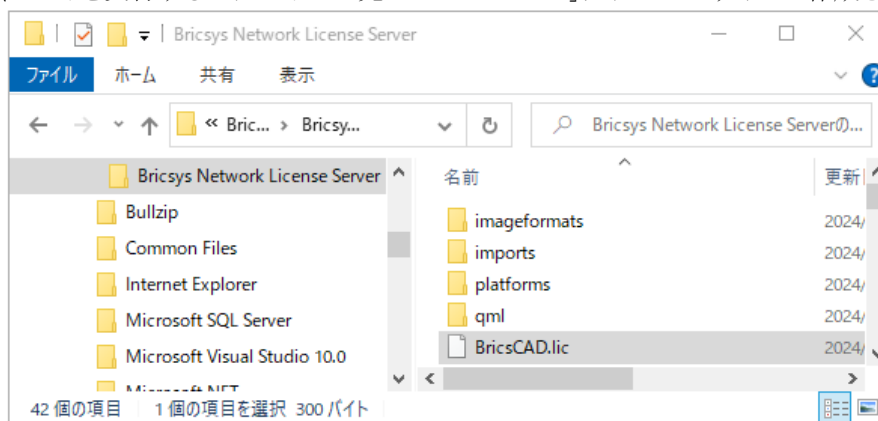 Bricsys Network License Server
ファイル ホーム 共有 表示
« Bric... › Bricsy...
Bricsys Network License Serverの...
Bricsys Network License Server
Bullzip
Common Files
Internet Explorer
Microsoft SQL Server
Microsoft Visual Studio 10.0
名前 更新
imageformats 2024/
imports 2024/
platforms 2024/
qml 2024/
BricsCAD.lic 2024/
42 個の項目 1 個の項目を選択 300 バイト